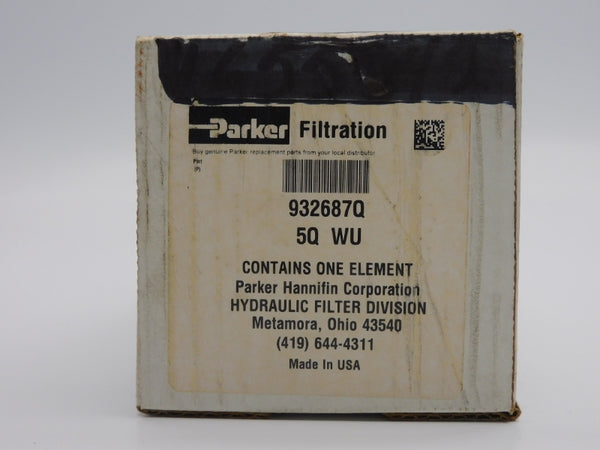 Parker Filtration
Buy genuine Parker replacement parts from your local distributor
Part
(P)
932687Q
5Q WU
CONTAINS ONE ELEMENT
Parker Hannifin Corporation
HYDRAULIC FILTER DIVISION
Metamora, Ohio 43540
(419) 644-4311
Made In USA